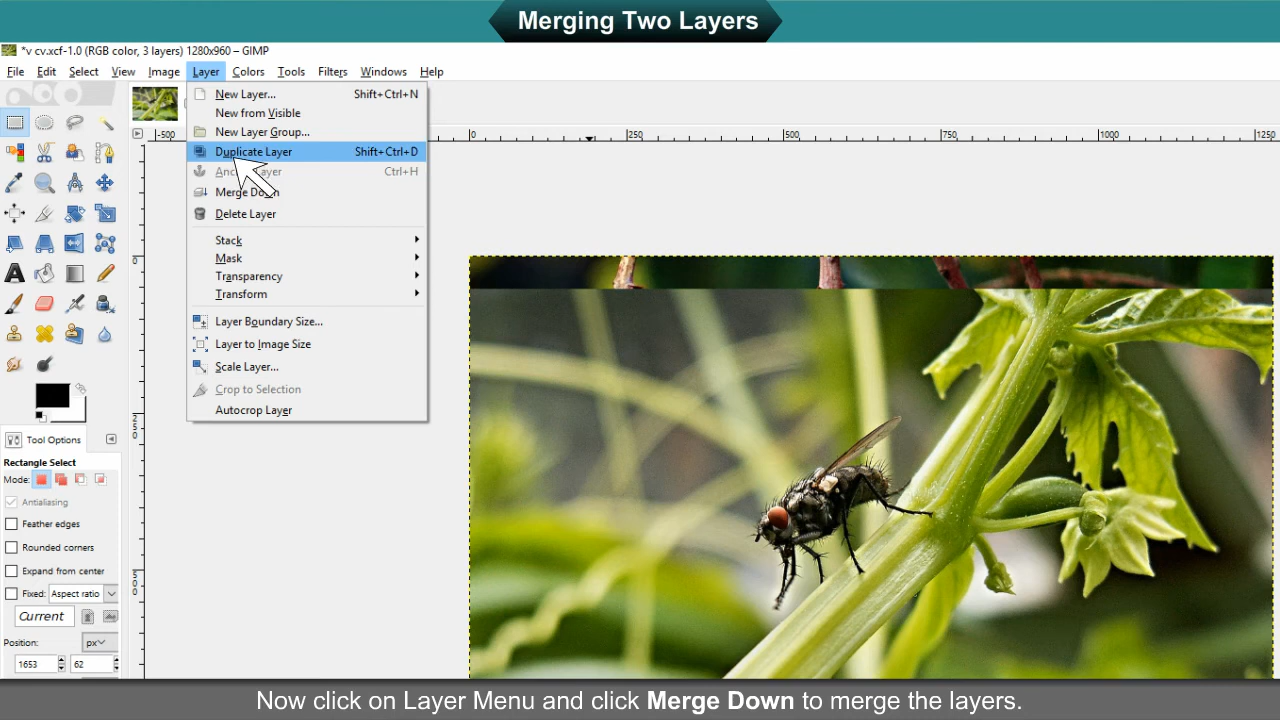 Merging Two Layers
*v cv.xcf-1.0 (RGB color, 3 layers) 1280x960 – GIMP
File Edit Select View Image Layer Colors Tools Filters Windows Help
New Layer... Shift+Ctrl+N
New from Visible
New Layer Group...
Duplicate Layer Shift+Ctrl+D
Layer Ctrl+H
Merge Down
Delete Layer
Stack
Mask
Transparency
Transform
Layer Boundary Size...
Layer to Image Size
Scale Layer...
Crop to Selection
Autocrop Layer
-500 0 250 500 750 1000 1250
0
250
500
Tool Options
Rectangle Select
Mode:
Antialiasing
Feather edges
Rounded corners
Expand from center
Fixed: Aspect ratio
Current
Position: px
1653 62
Now click on Layer Menu and click Merge Down to merge the layers.